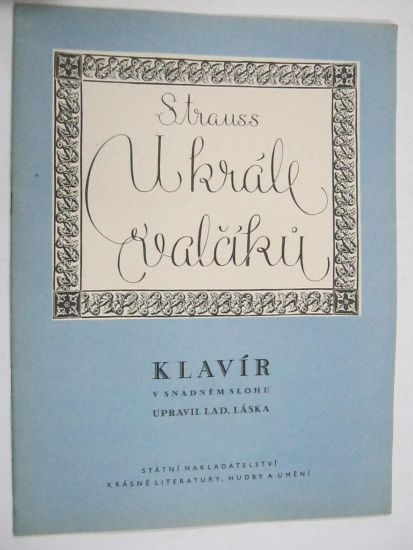 Strauss
U krále
valčíků
KLAVÍR
V SNADNÉM SLOHU
UPRAVIL LAD. LÁSKA
STÁTNÍ NAKLADATELSTVÍ
KRÁSNÉ LITERATURY, HUDBY A UMĚNÍ